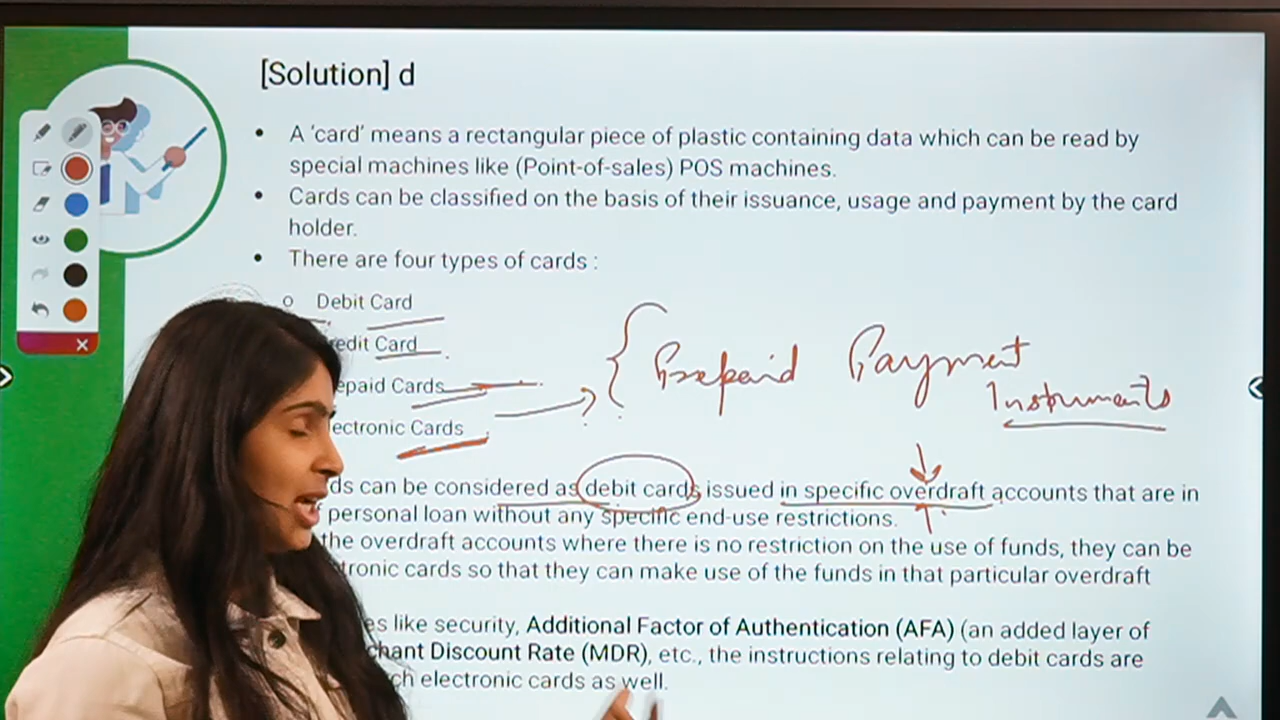 [Solution] d
• A ‘card’ means a rectangular piece of plastic containing data which can be read by
special machines like (Point-of-sales) POS machines.
• Cards can be classified on the basis of their issuance, usage and payment by the card
holder.
• There are four types of cards :
o Debit Card
redit Card
epaid Cards
ectronic Cards
Prepaid Payment
Instruments
ds can be considered as debit cards issued in specific overdraft accounts that are in
personal loan without any specific end-use restrictions.
the overdraft accounts where there is no restriction on the use of funds, they can be
tronic cards so that they can make use of the funds in that particular overdraft
es like security, Additional Factor of Authentication (AFA) (an added layer of
chant Discount Rate (MDR), etc., the instructions relating to debit cards are
ch electronic cards as well.